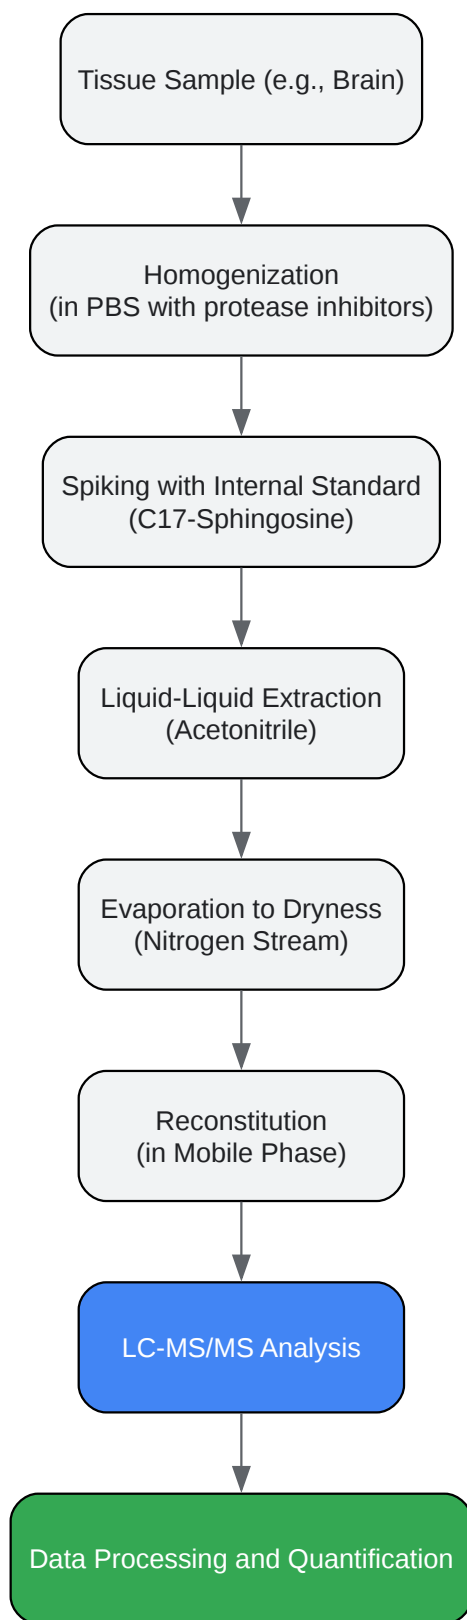 Tissue Sample (e.g., Brain)
Homogenization
(in PBS with protease inhibitors)
Spiking with Internal Standard
(C17-Sphingosine)
Liquid-Liquid Extraction
(Acetonitrile)
Evaporation to Dryness
(Nitrogen Stream)
Reconstitution
(in Mobile Phase)
LC-MS/MS Analysis
Data Processing and Quantification